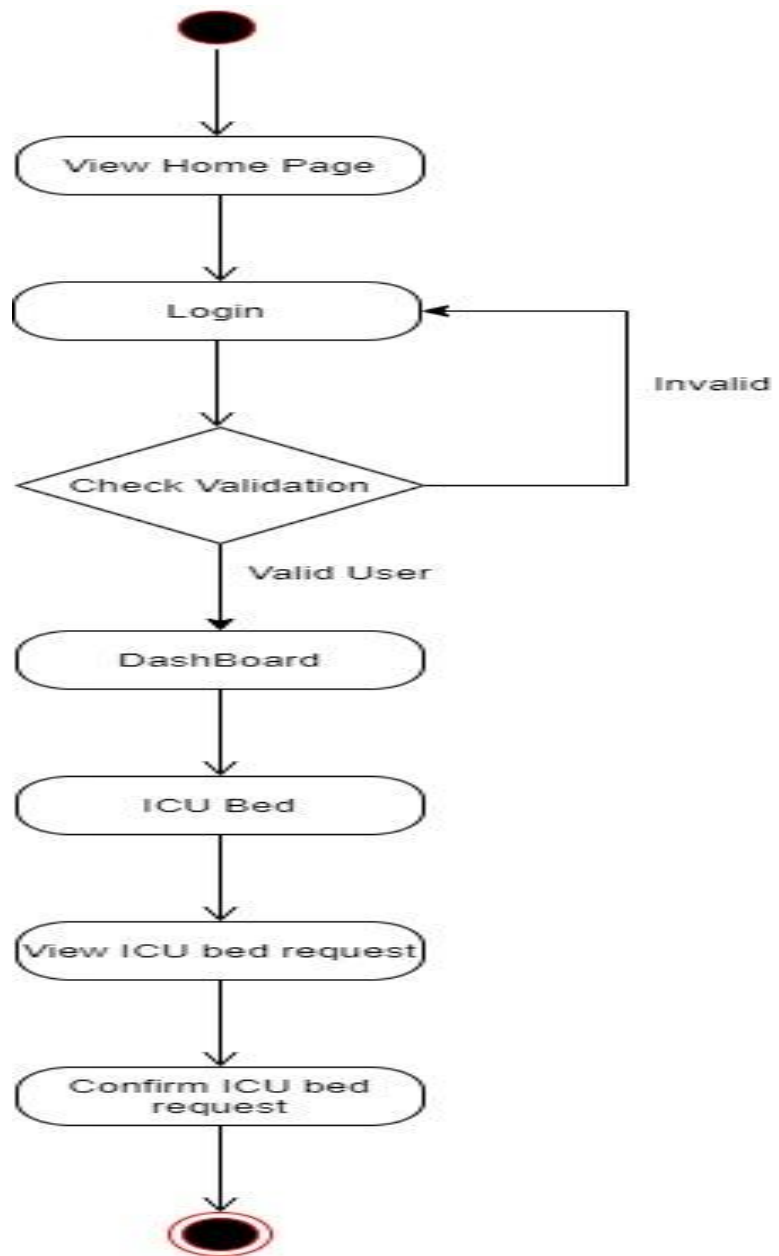 View Home Page
Login
Invalid
Check Validation
Valid User
DashBoard
ICU Bed
View ICU bed request
Confirm ICU bed
request